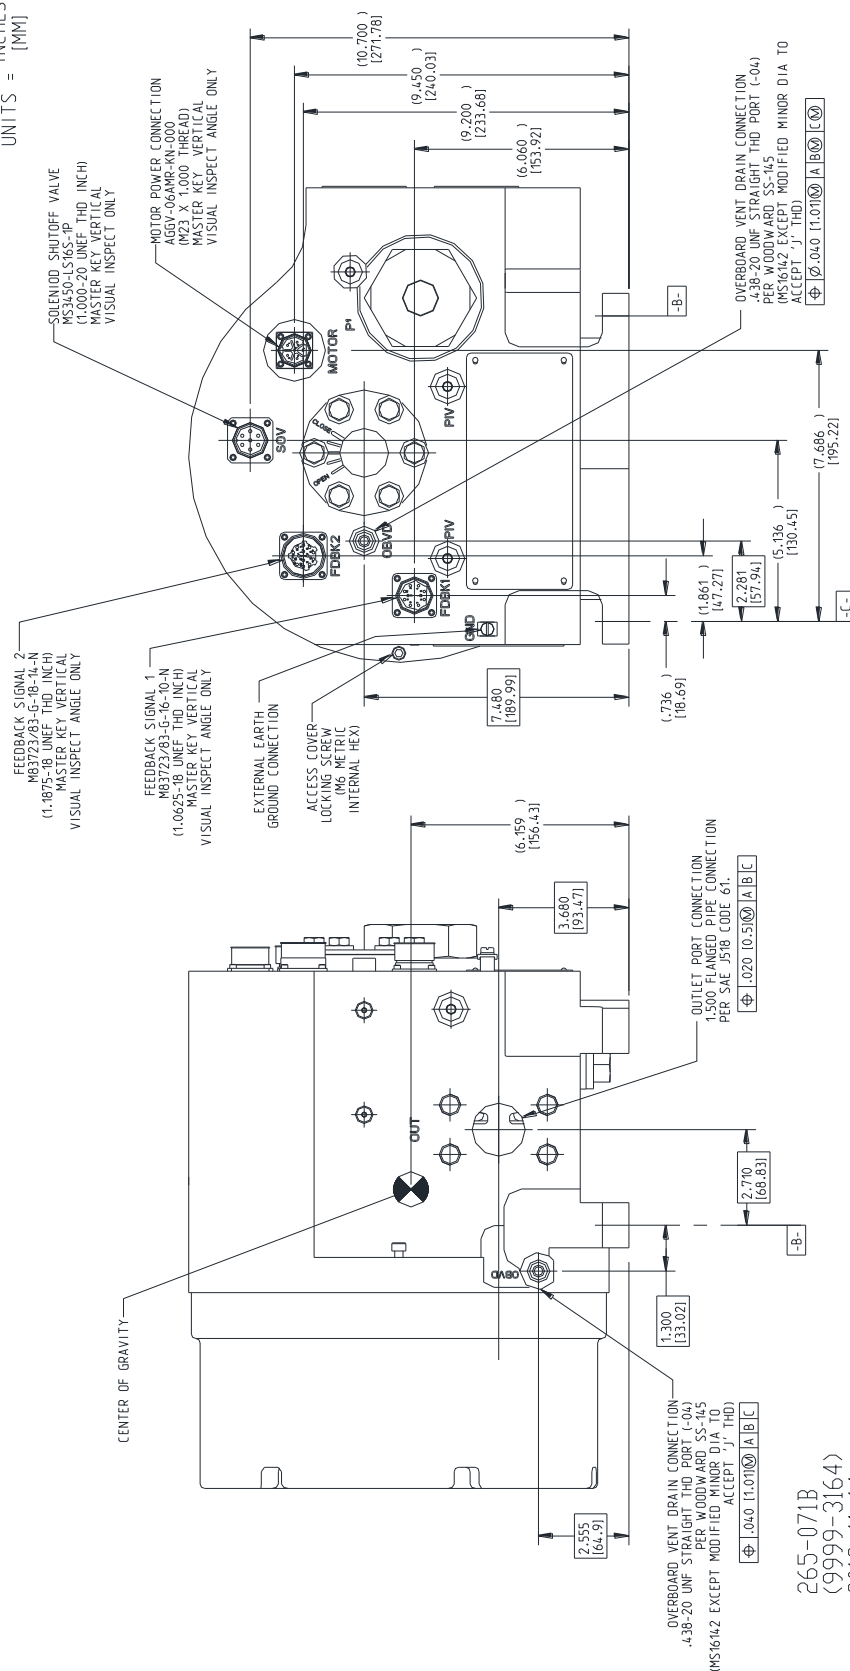 UNITS = INCHES
[MM]
SOLENIOD SHUTOFF VALVE
MS3450-LS16S-1P
(1.000-20 UNEF THD INCH)
MASTER KEY VERTICAL
VISUAL INSPECT ONLY
MOTOR POWER CONNECTION
AGGV-06AMR-KN-000
(M23 X 1.000 THREAD)
MASTER KEY VERTICAL
VISUAL INSPECT ANGLE ONLY
FEEDBACK SIGNAL 2
M83723/83-G-18-14-N
(1.1875-18 UNEF THD INCH)
MASTER KEY VERTICAL
VISUAL INSPECT ANGLE ONLY
FEEDBACK SIGNAL 1
M83723/83-G-16-10-N
(1.0625-18 UNEF THD INCH)
MASTER KEY VERTICAL
VISUAL INSPECT ANGLE ONLY
EXTERNAL EARTH
GROUND CONNECTION
ACCESS COVER
LOCKING SCREW
(M6 METRIC
INTERNAL HEX)
SOV
MOTOR
P1
FDBK2
CLOSE
OPEN
OBVD
PIV
PIV
FDBK1
GND
(10.700 )
[271.78]
(9.450 )
[240.03]
(9.200 )
[233.68]
(6.060 )
[153.92]
OVERBOARD VENT DRAIN CONNECTION
.438-20 UNF STRAIGHT THD PORT (-04)
PER WOODWARD SS-145
(MS16142 EXCEPT MODIFIED MINOR DIA TO
ACCEPT 'J' THD)
⌖ Ø.040 [1.01]Ⓜ A BⓂ CⓂ
-B-
(7.686 )
[195.22]
(5.136 )
[130.45]
2.281
[57.94]
(1.861 )
[47.27]
(.736 )
[18.69]
-C-
7.480
[189.99]
CENTER OF GRAVITY
OUT
OBVD
(6.159 )
[156.43]
3.680
[93.47]
OUTLET PORT CONNECTION
1.500 FLANGED PIPE CONNECTION
PER SAE J518 CODE 61.
⌖ .020 [0.5]Ⓜ A B C
2.710
[68.83]
-B-
1.300
[33.02]
2.555
[64.9]
OVERBOARD VENT DRAIN CONNECTION
.438-20 UNF STRAIGHT THD PORT (-04)
PER WOODWARD SS-145
(MS16142 EXCEPT MODIFIED MINOR DIA TO
ACCEPT 'J' THD)
⌖ .040 [1.01]Ⓜ A B C
265-071B
(9999-3164)